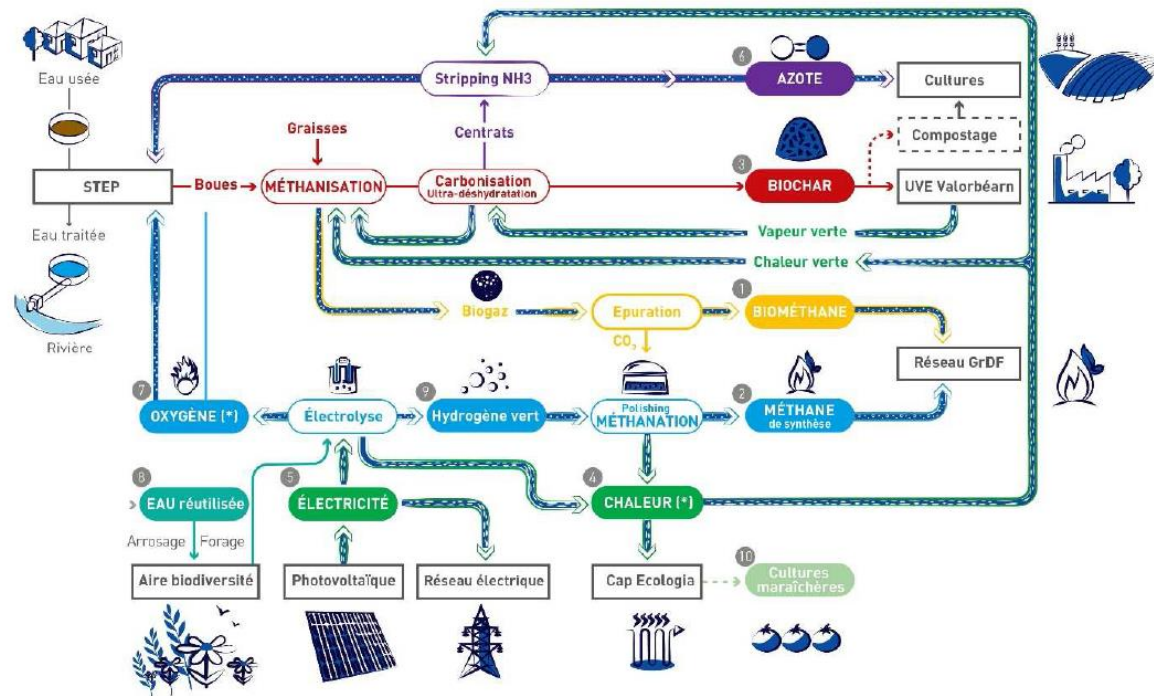 Eau usée
STEP
Eau traitée
Rivière
Stripping NH3
6
AZOTE
Cultures
Graisses
Centrats
Compostage
Boues
MÉTHANISATION
Carbonisation
Ultra-déshydratation
3
BIOCHAR
UVE Valorbéarn
Vapeur verte
Chaleur verte
Biogaz
Epuration
1
BIOMÉTHANE
CO2
Réseau GrDF
7
OXYGÈNE (*)
Électrolyse
9
Hydrogène vert
Polishing
MÉTHANATION
2
MÉTHANE
de synthèse
8
EAU réutilisée
5
ÉLECTRICITÉ
4
CHALEUR (*)
Arrosage
Forage
Aire biodiversité
Photovoltaïque
Réseau électrique
Cap Ecologia
10
Cultures
maraîchères